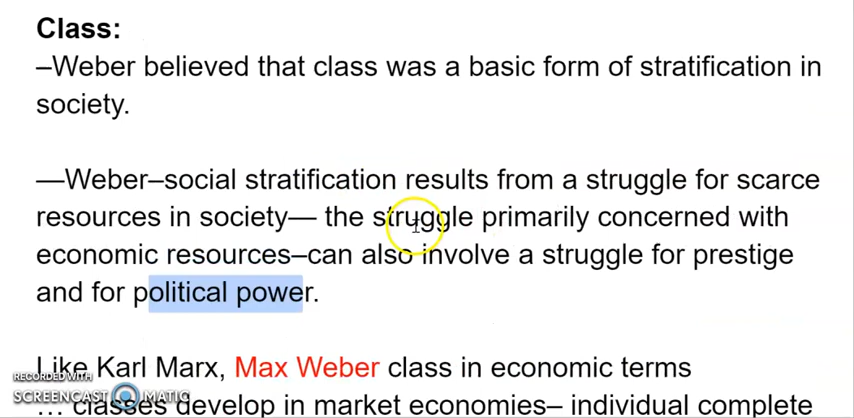 Class:
–Weber believed that class was a basic form of stratification in
society.
—Weber–social stratification results from a struggle for scarce
resources in society— the struggle primarily concerned with
economic resources–can also involve a struggle for prestige
and for political power.
Like Karl Marx, Max Weber class in economic terms
RECORDED WITH
SCREENCAST MATIC
… classes develop in market economies– individual complete